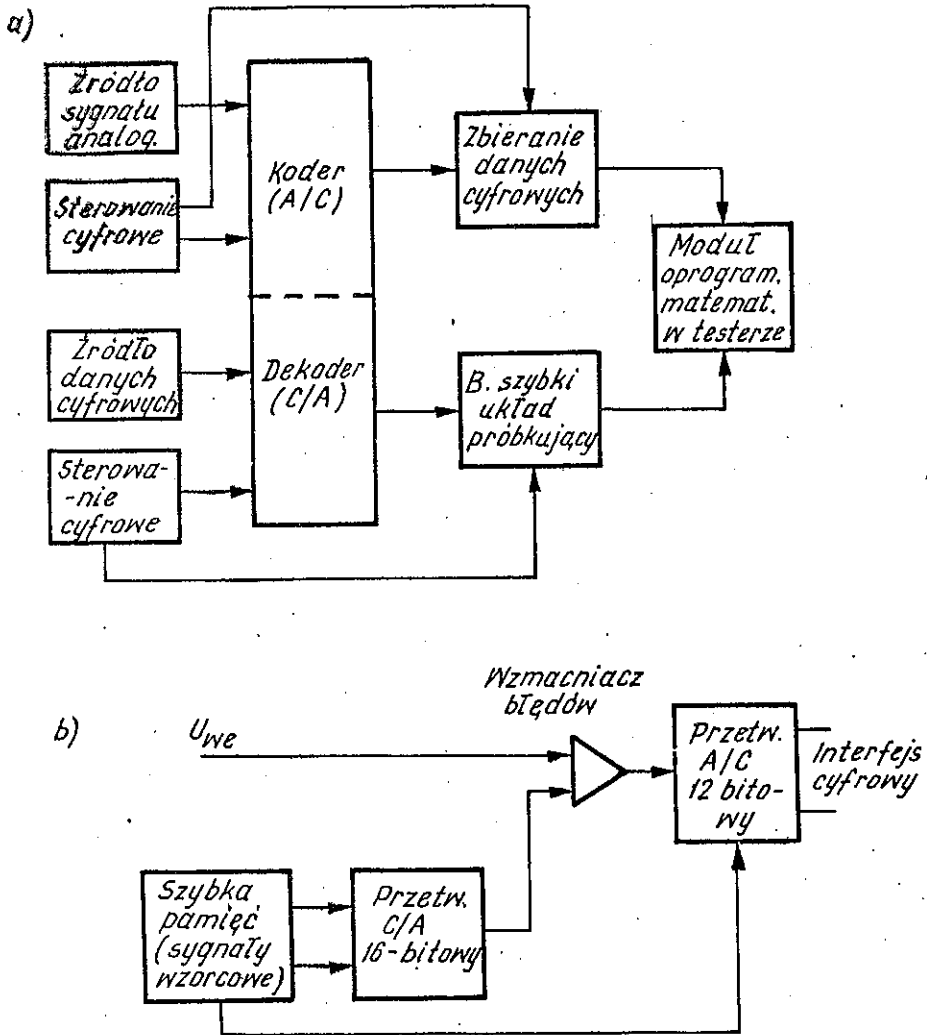 a)
Źródło
sygnału
analog.
Sterowanie
cyfrowe
Źródło
danych
cyfrowych
Sterowa-
-nie
cyfrowe
Koder
(A/C)
Dekoder
(C/A)
Zbieranie
danych
cyfrowych
B. szybki
układ
próbkujący
Moduł
oprogram.
matemat.
w testerze
b)
Uwe
Wzmacniacz
błędów
Szybka
pamięć
(sygnały
wzorcowe)
Przetw.
C/A
16-bitowy
Przetw.
A/C
12 bito-
wy
Interfejs
cyfrowy